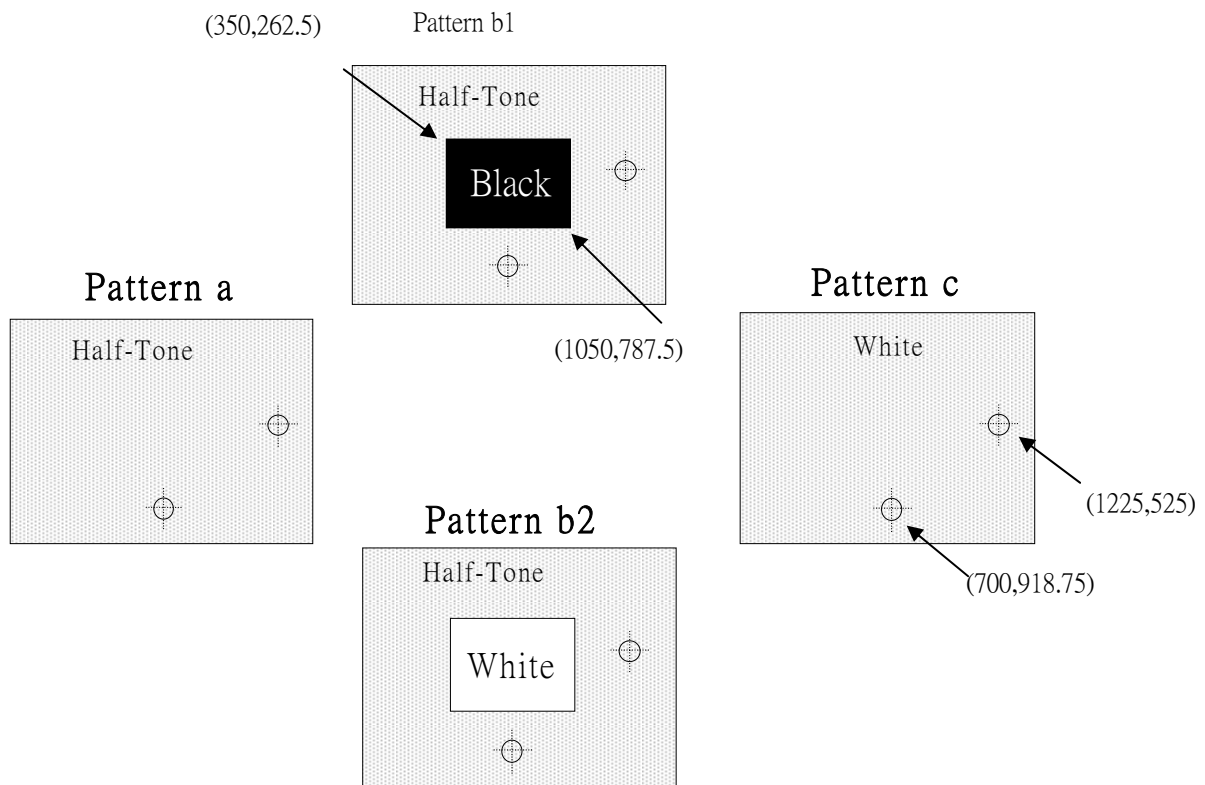 (350,262.5)
Pattern b1
Half-Tone
Black
(1050,787.5)
Pattern a
Half-Tone
Pattern c
White
(1225,525)
(700,918.75)
Pattern b2
Half-Tone
White